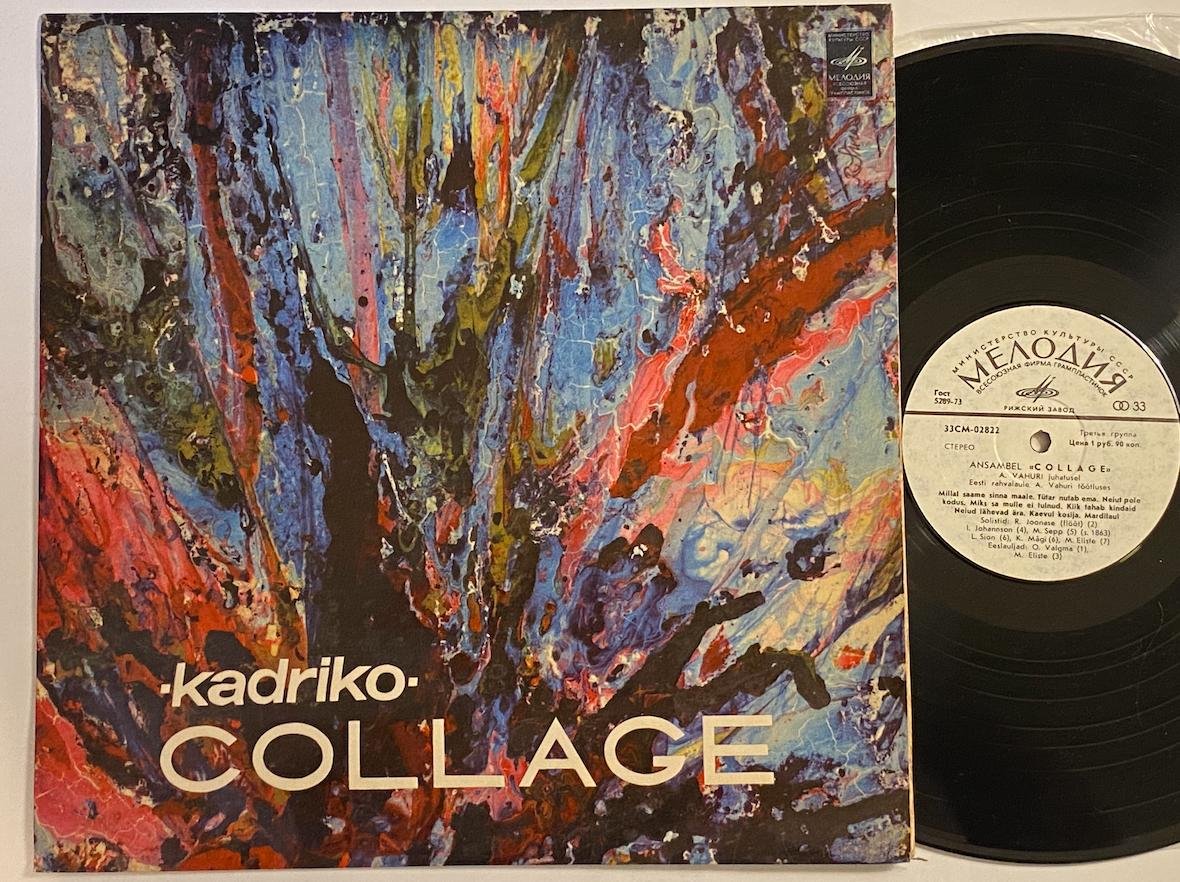 МИНИСТЕРСТВО
КУЛЬТУРЫ СССР
МЕЛОДИЯ
ВСЕСОЮЗНАЯ
ФИРМА
ГРАМПЛАСТИНОК
·kadriko·
COLLAGE
МИНИСТЕРСТВО КУЛЬТУРЫ СССР
МЕЛОДИЯ
ВСЕСОЮЗНАЯ ФИРМА ГРАМПЛАСТИНОК
Гост
5289-73
РИЖСКИЙ ЗАВОД
33
33СМ-02822
Третья группа
СТЕРЕО
Цена 1 руб. 90 коп.
ANSAMBEL «COLLAGE»
A. VAHURI juhatusel
Eesti rahvalaule A. Vahuri töötluses
Millal saame sinna maale. Tütar nutab ema. Neiut pole
kodus. Miks sa mulle ei tulnud. Kiik tahab kindaid
Neiud lähevad ära. Kaevul kosija. Mardilaul
Solistid: R. Joonase (flööt) (2)
I. Johannson (4), M. Sepp (5) (s. 1863)
L. Sion (6), K. Mägi (6), M. Eliste (7)
Eeslauljad: O. Valgma (1),
M. Eliste (3)